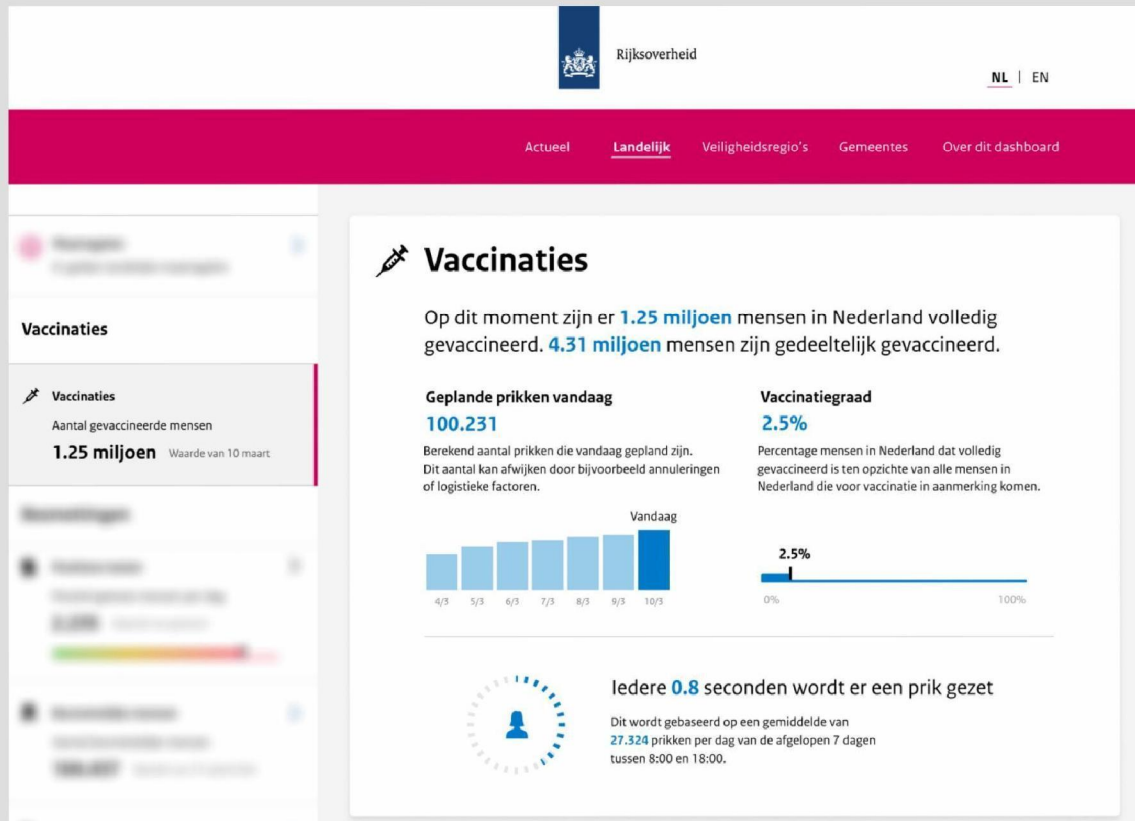 Rijksoverheid
NL | EN
Actueel Landelijk Veiligheidsregio's Gemeentes Over dit dashboard
Vaccinaties
Vaccinaties
Aantal gevaccineerde mensen
1.25 miljoen Waarde van 10 maart
Vaccinaties
Op dit moment zijn er 1.25 miljoen mensen in Nederland volledig
gevaccineerd. 4.31 miljoen mensen zijn gedeeltelijk gevaccineerd.
Geplande prikken vandaag
100.231
Berekend aantal prikken die vandaag gepland zijn.
Dit aantal kan afwijken door bijvoorbeeld annuleringen
of logistieke factoren.
Vandaag
4/3 5/3 6/3 7/3 8/3 9/3 10/3
Vaccinatiegraad
2.5%
Percentage mensen in Nederland dat volledig
gevaccineerd is ten opzichte van alle mensen in
Nederland die voor vaccinatie in aanmerking komen.
2.5%
0% 100%
Iedere 0.8 seconden wordt er een prik gezet
Dit wordt gebaseerd op een gemiddelde van
27.324 prikken per dag van de afgelopen 7 dagen
tussen 8:00 en 18:00.